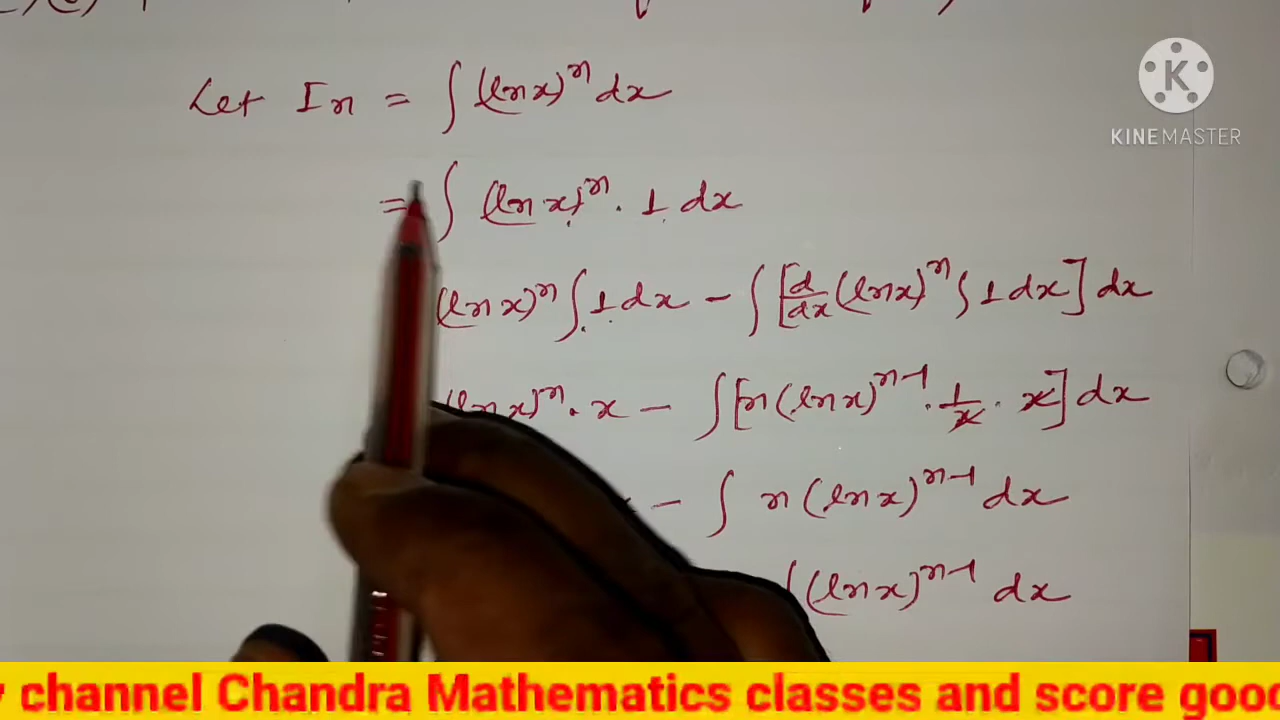 Let In = ∫ (ln x)^n dx
KINEMASTER
= ∫ (ln x)^n . 1 dx
(ln x)^n ∫ 1 dx - ∫ [d/dx (ln x)^n ∫ 1 dx] dx
(ln x)^n . x - ∫ [n (ln x)^{n-1} . 1/x . x] dx
- ∫ n (ln x)^{n-1} dx
∫ (ln x)^{n-1} dx
channel Chandra Mathematics classes and score